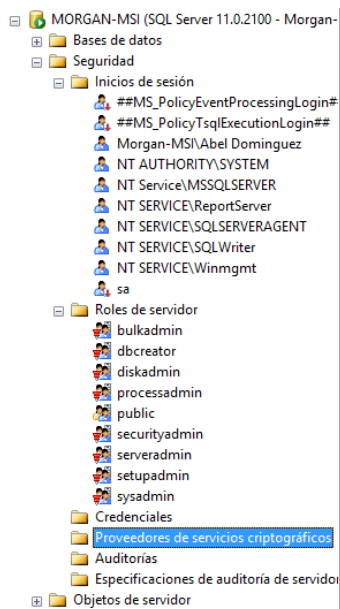 MORGAN-MSI (SQL Server 11.0.2100 - Morgan-
Bases de datos
Seguridad
Inicios de sesión
##MS_PolicyEventProcessingLogin#
##MS_PolicyTsqlExecutionLogin##
Morgan-MSI\Abel Dominguez
NT AUTHORITY\SYSTEM
NT Service\MSSQLSERVER
NT SERVICE\ReportServer
NT SERVICE\SQLSERVERAGENT
NT SERVICE\SQLWriter
NT SERVICE\Winmgmt
sa
Roles de servidor
bulkadmin
dbcreator
diskadmin
processadmin
public
securityadmin
serveradmin
setupadmin
sysadmin
Credenciales
Proveedores de servicios criptográficos
Auditorías
Especificaciones de auditoría de servidor
Objetos de servidor